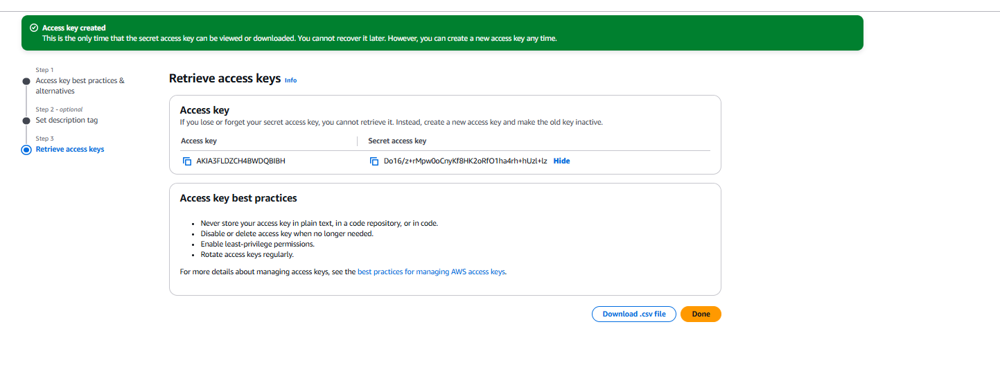 Access key created
This is the only time that the secret access key can be viewed or downloaded. You cannot recover it later. However, you can create a new access key any time.
Step 1
Access key best practices &
alternatives
Step 2 - optional
Set description tag
Step 3
Retrieve access keys
Retrieve access keys Info
Access key
If you lose or forget your secret access key, you cannot retrieve it. Instead, create a new access key and make the old key inactive.
Access key Secret access key
AKIA3FLDZCH4BWDQBIBH Do16/z+rMpw0oCnyKf8HK2oRfO1ha4rh+hUzl+lz Hide
Access key best practices
• Never store your access key in plain text, in a code repository, or in code.
• Disable or delete access key when no longer needed.
• Enable least-privilege permissions.
• Rotate access keys regularly.
For more details about managing access keys, see the best practices for managing AWS access keys.
Download .csv file Done